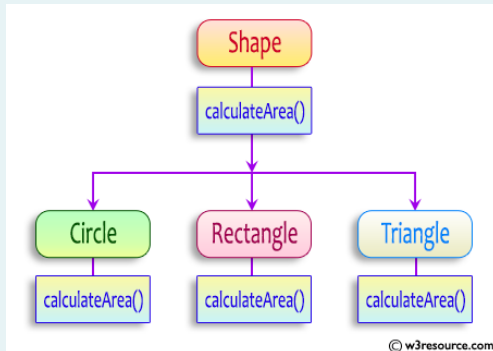 Shape
calculateArea()
Circle
Rectangle
Triangle
calculateArea()
calculateArea()
calculateArea()
© w3resource.com